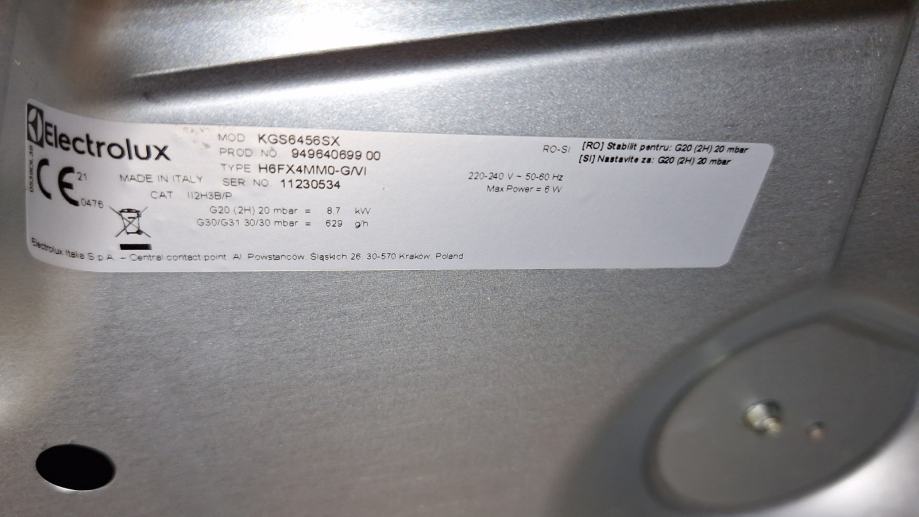 Electrolux
MOD. KGS6456SX
PROD. NO. 949640699 00
TYPE H6FX4MM0-G/VI
MADE IN ITALY SER NO. 11230534
CAT. II2H3B/P
CE 21
0476
G20 (2H) 20 mbar = 8.7 kW
G30/G31 30/30 mbar = 629 g/h
Electrolux Italia S.p.A. – Central contact point. Al. Powstańców. Śląskich 26. 30-570 Kraków. Poland
RO-SI
[RO] Stabilit pentru: G20 (2H) 20 mbar
[SI] Nastavite za: G20 (2H) 20 mbar
220-240 V ~ 50-60 Hz
Max Power = 6 W